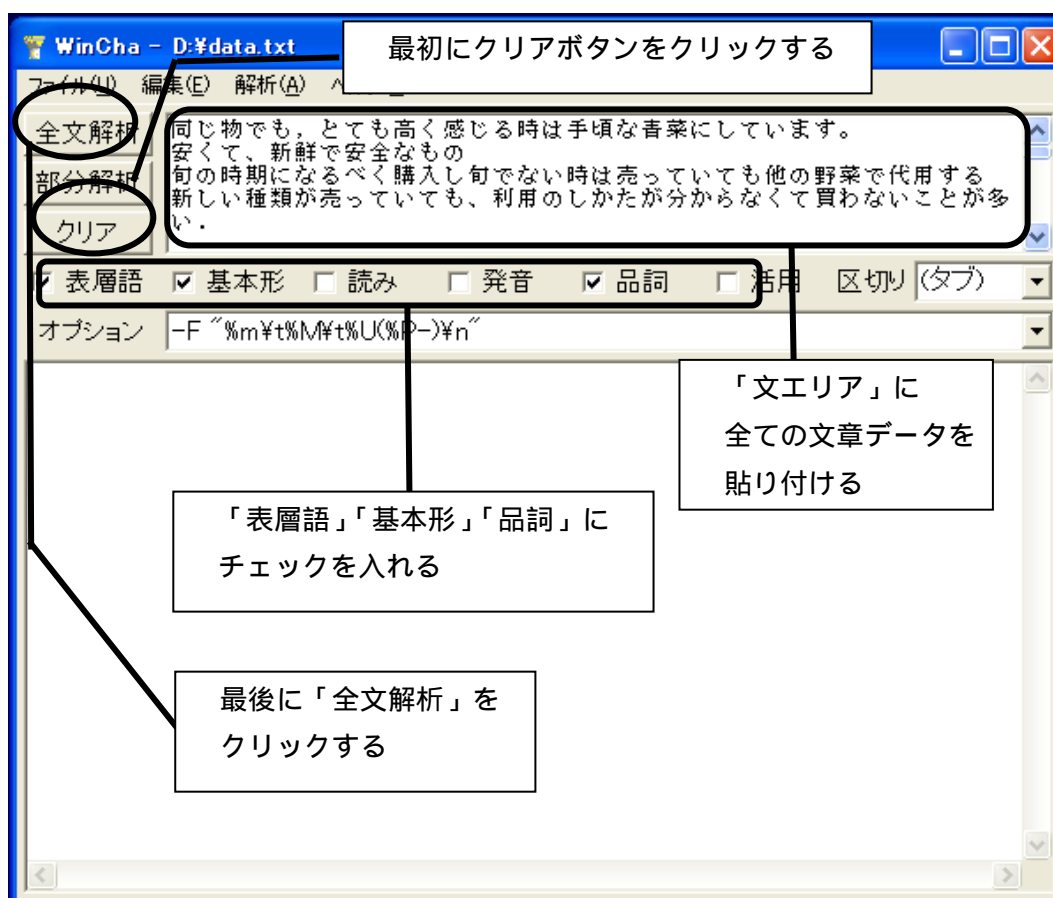 WinCha - D:¥data.txt
最初にクリアボタンをクリックする
ファイル(U) 編集(E) 解析(A)
全文解析
同じ物でも，とても高く感じる時は手頃な青菜にしています。
安くて、新鮮で安全なもの
部分解析
旬の時期になるべく購入し旬でない時は売っていても他の野菜で代用する
新しい種類が売っていても、利用のしかたが分からなくて買わないことが多
クリア
い．
表層語 基本形 読み 発音 品詞 活用 区切り (タブ)
オプション -F ˝%m¥t%M¥t%U(%P-)¥n˝
「文エリア」に
全ての文章データを
貼り付ける
「表層語」「基本形」「品詞」に
チェックを入れる
最後に「全文解析」を
クリックする